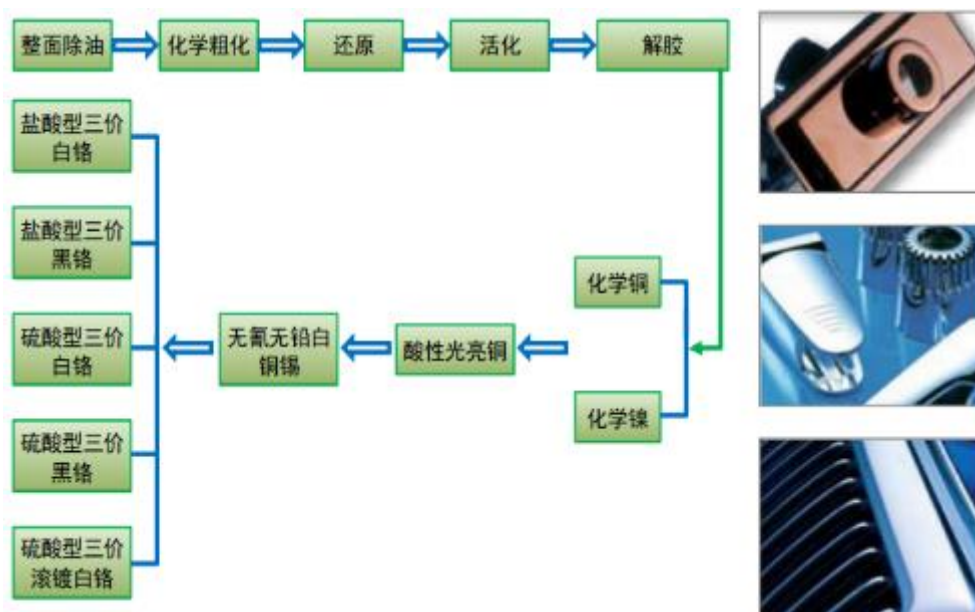 整面除油
化学粗化
还原
活化
解胶
盐酸型三价
白铬
盐酸型三价
黑铬
硫酸型三价
白铬
硫酸型三价
黑铬
硫酸型三价
滚镀白铬
无氰无铅白
铜锡
酸性光亮铜
化学铜
化学镍